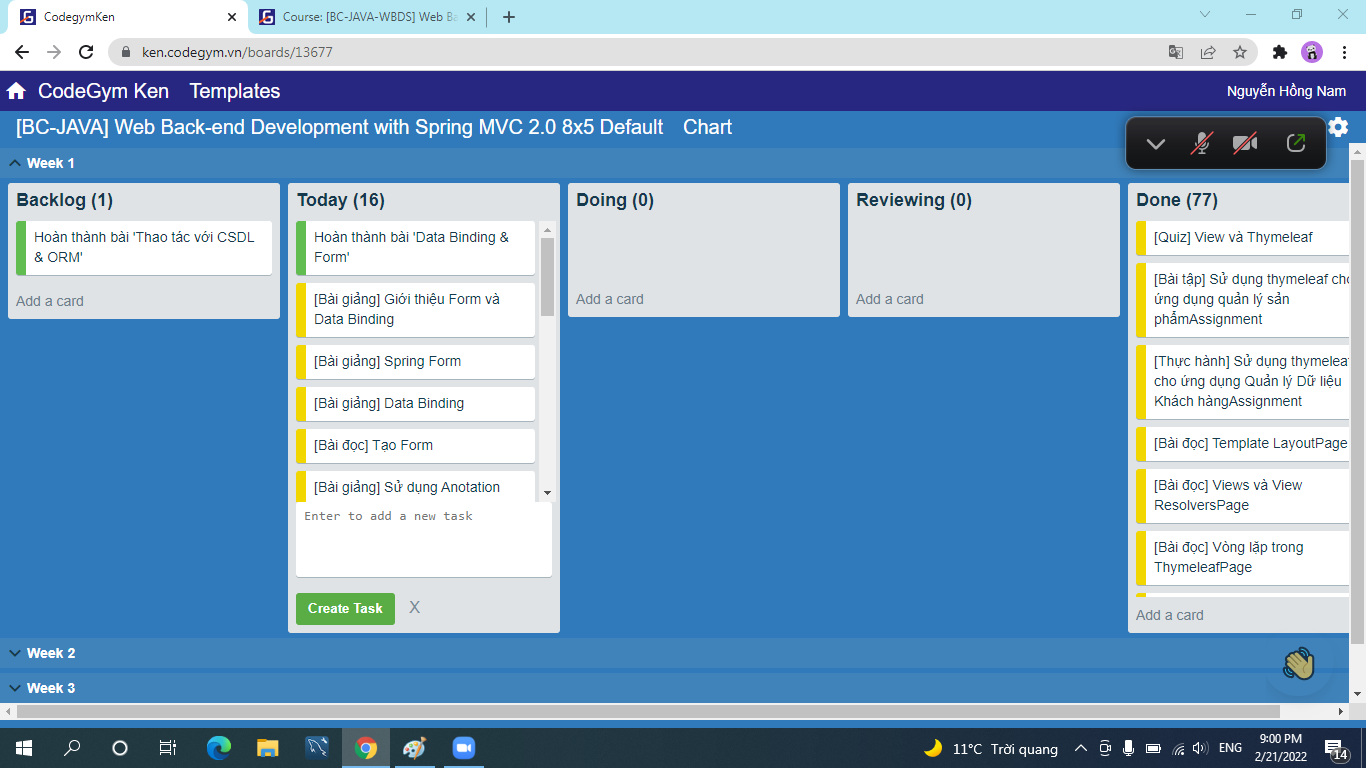 CodegymKen
Course: [BC-JAVA-WBDS] Web Ba
ken.codegym.vn/boards/13677
CodeGym Ken Templates
Nguyễn Hồng Nam
[BC-JAVA] Web Back-end Development with Spring MVC 2.0 8x5 Default Chart
Week 1
Backlog (1)
Hoàn thành bài 'Thao tác với CSDL
& ORM'
Add a card
Today (16)
Hoàn thành bài 'Data Binding &
Form'
[Bài giảng] Giới thiệu Form và
Data Binding
[Bài giảng] Spring Form
[Bài giảng] Data Binding
[Bài đọc] Tạo Form
[Bài giảng] Sử dụng Anotation
Enter to add a new task
Create Task X
Doing (0)
Add a card
Reviewing (0)
Add a card
Done (77)
[Quiz] View và Thymeleaf
[Bài tập] Sử dụng thymeleaf cho
ứng dụng quản lý sản
phẩmAssignment
[Thực hành] Sử dụng thymeleaf
cho ứng dụng Quản lý Dữ liệu
Khách hàngAssignment
[Bài đọc] Template LayoutPage
[Bài đọc] Views và View
ResolversPage
[Bài đọc] Vòng lặp trong
ThymeleafPage
Add a card
Week 2
Week 3
11°C Trời quang
ENG
9:00 PM
2/21/2022
14